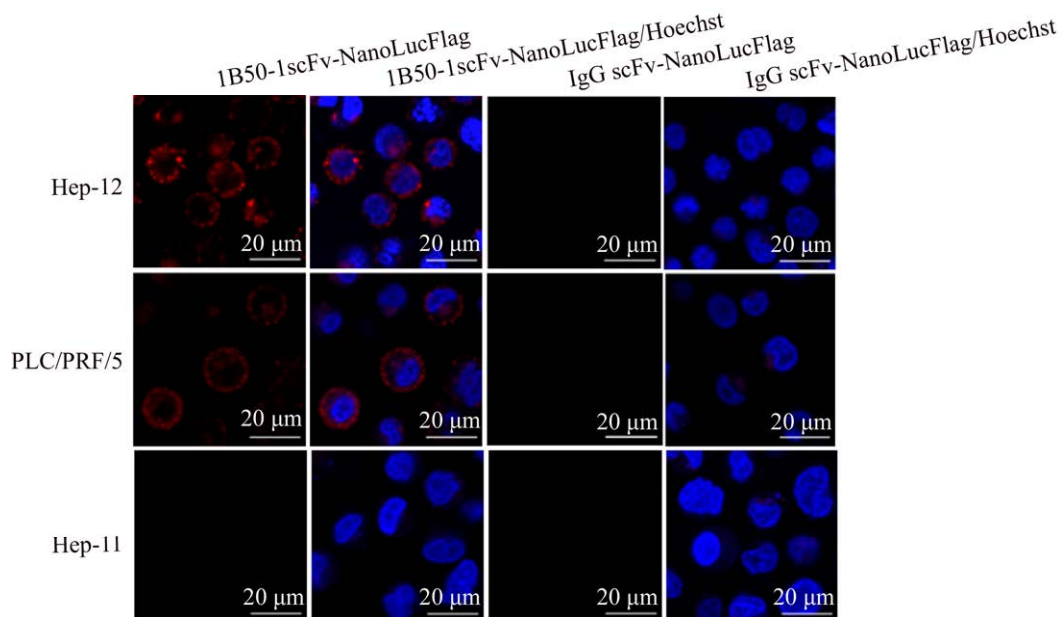 1B50-1scFv-NanoLucFlag
1B50-1scFv-NanoLucFlag/Hoechst
IgG scFv-NanoLucFlag
IgG scFv-NanoLucFlag/Hoechst
Hep-12
20 μm
20 μm
20 μm
20 μm
PLC/PRF/5
20 μm
20 μm
20 μm
20 μm
Hep-11
20 μm
20 μm
20 μm
20 μm